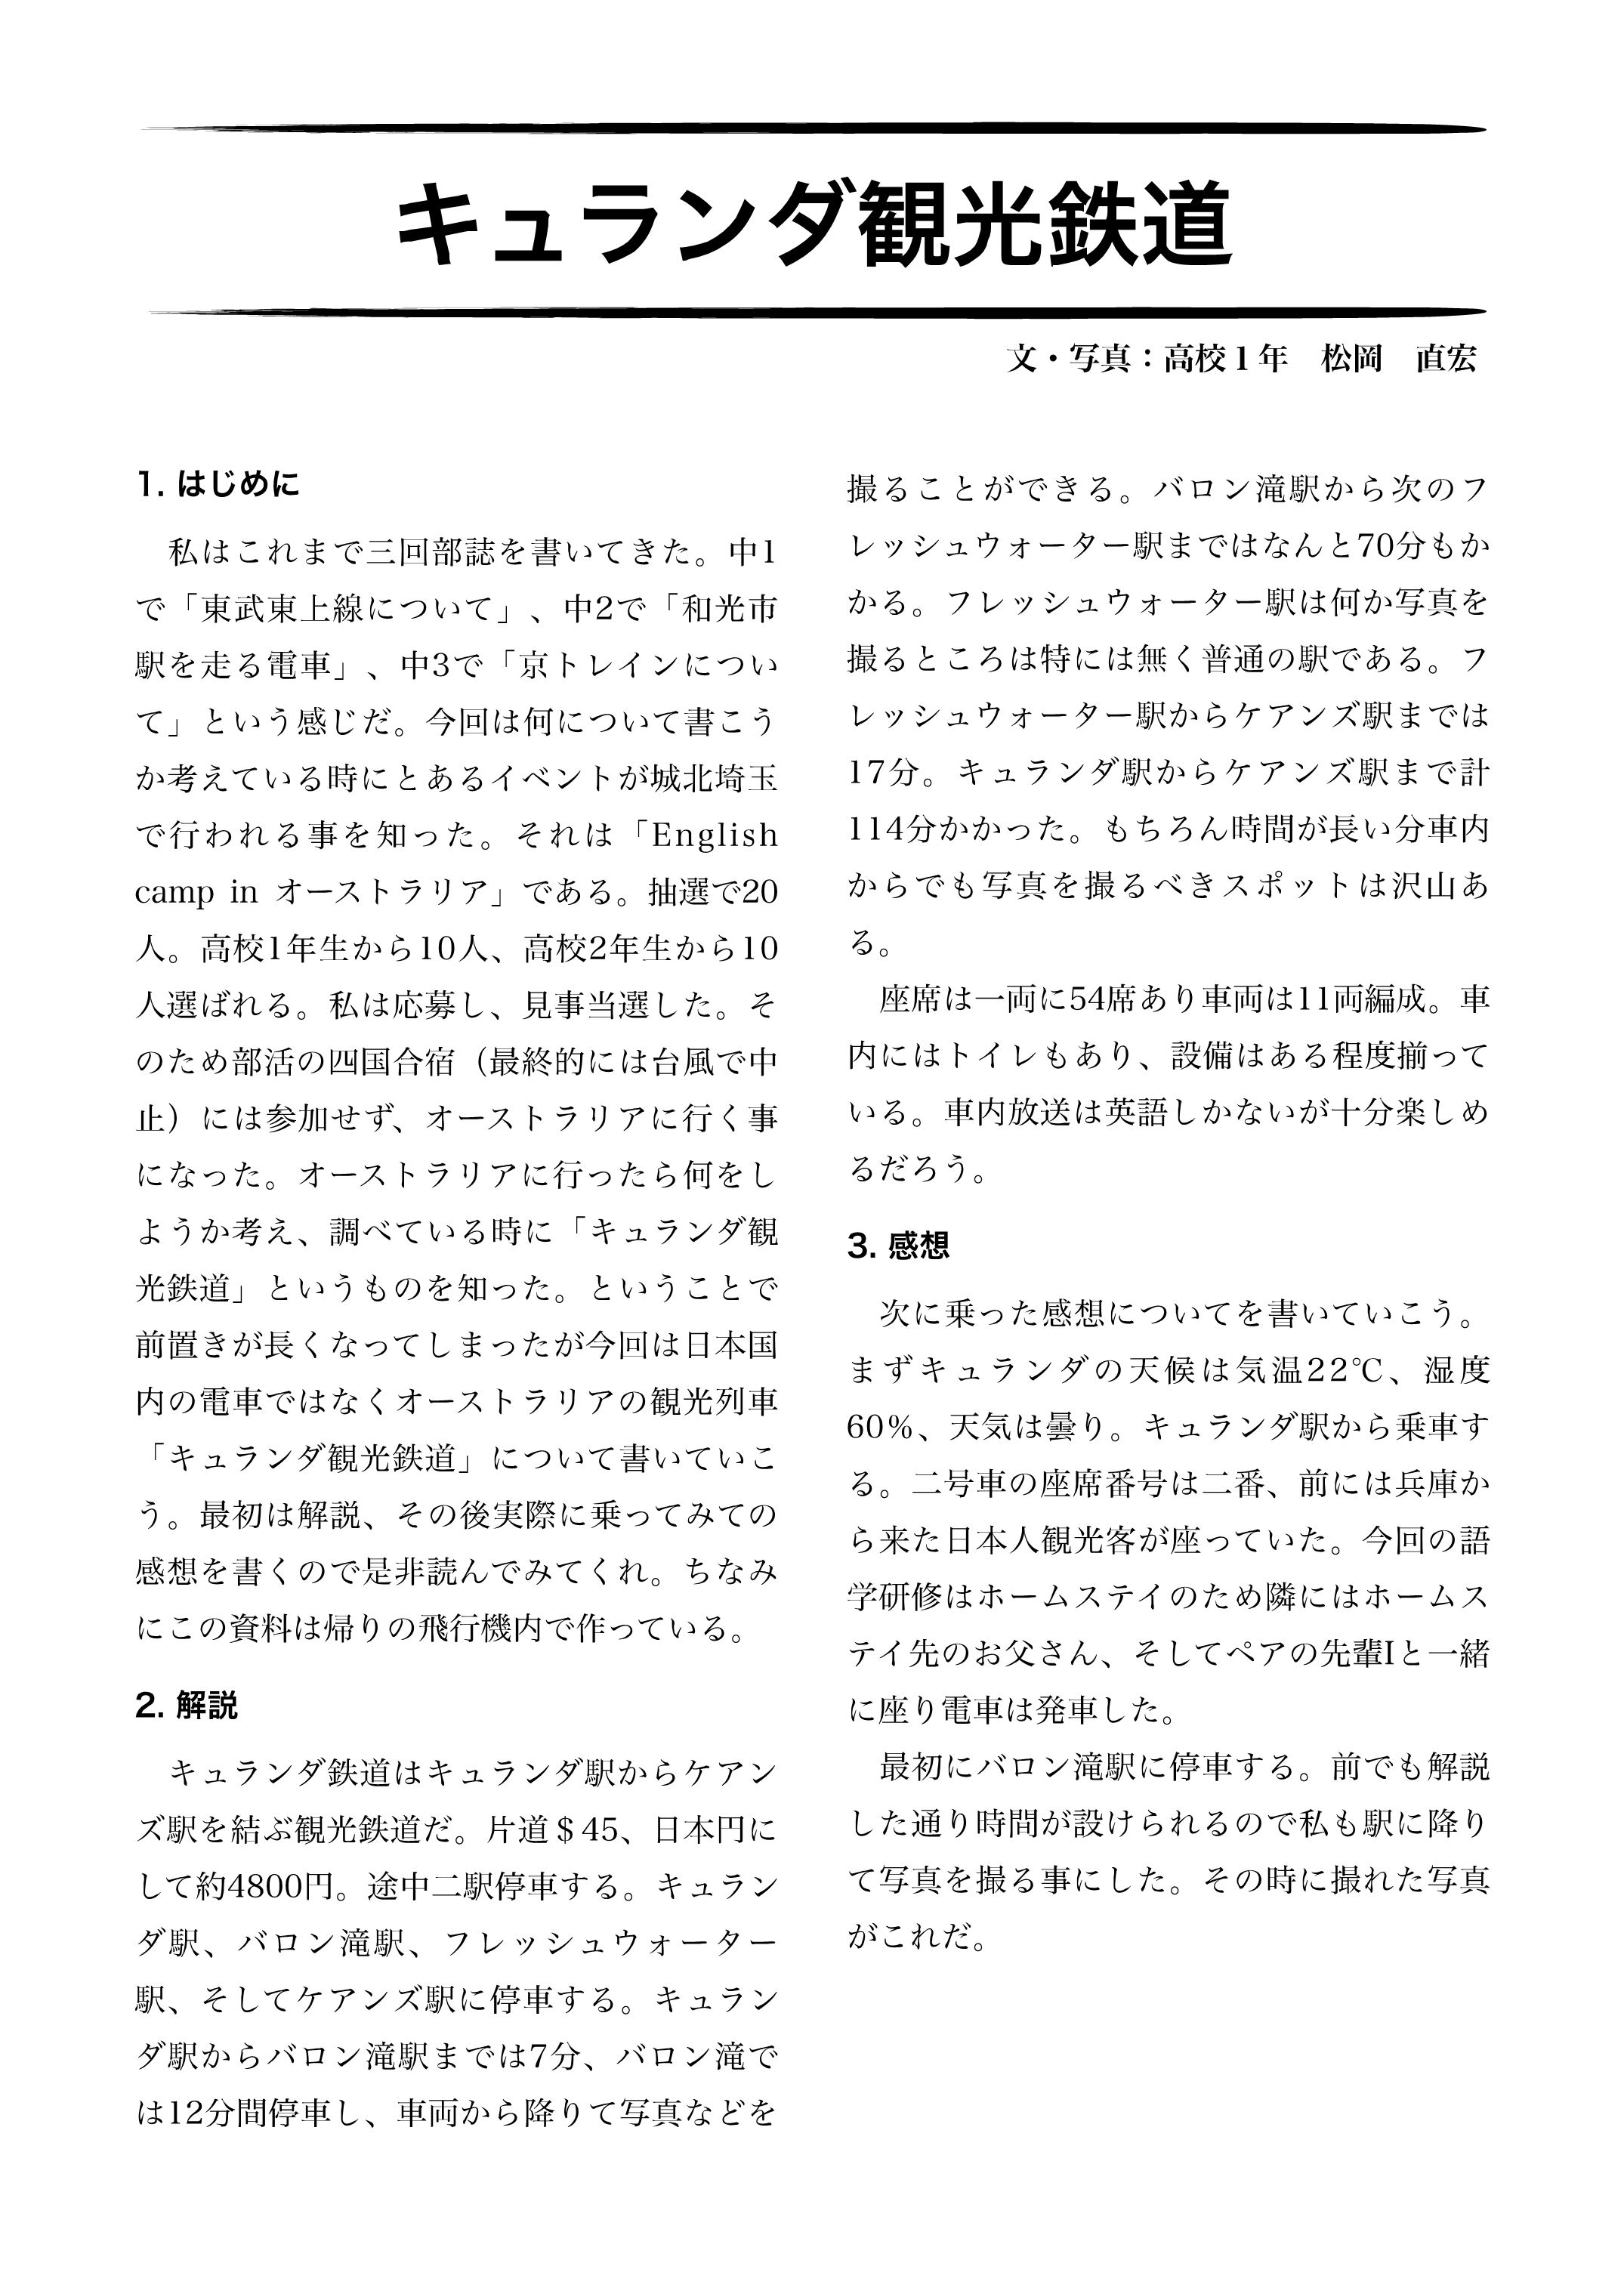 キュランダ観光鉄道
文・写真：高校１年　松岡　直宏
1. はじめに
　私はこれまで三回部誌を書いてきた。中1
で「東武東上線について」、中2で「和光市
駅を走る電車」、中3で「京トレインについ
て」という感じだ。今回は何について書こう
か考えている時にとあるイベントが城北埼玉
で行われる事を知った。それは「English
camp in オーストラリア」である。抽選で20
人。高校1年生から10人、高校2年生から10
人選ばれる。私は応募し、見事当選した。そ
のため部活の四国合宿（最終的には台風で中
止）には参加せず、オーストラリアに行く事
になった。オーストラリアに行ったら何をし
ようか考え、調べている時に「キュランダ観
光鉄道」というものを知った。ということで
前置きが長くなってしまったが今回は日本国
内の電車ではなくオーストラリアの観光列車
「キュランダ観光鉄道」について書いていこ
う。最初は解説、その後実際に乗ってみての
感想を書くので是非読んでみてくれ。ちなみ
にこの資料は帰りの飛行機内で作っている。
2. 解説
　キュランダ鉄道はキュランダ駅からケアン
ズ駅を結ぶ観光鉄道だ。片道＄45、日本円に
して約4800円。途中二駅停車する。キュラン
ダ駅、バロン滝駅、フレッシュウォーター
駅、そしてケアンズ駅に停車する。キュラン
ダ駅からバロン滝駅までは7分、バロン滝で
は12分間停車し、車両から降りて写真などを
撮ることができる。バロン滝駅から次のフ
レッシュウォーター駅まではなんと70分もか
かる。フレッシュウォーター駅は何か写真を
撮るところは特には無く普通の駅である。フ
レッシュウォーター駅からケアンズ駅までは
17分。キュランダ駅からケアンズ駅まで計
114分かかった。もちろん時間が長い分車内
からでも写真を撮るべきスポットは沢山あ
る。
　座席は一両に54席あり車両は11両編成。車
内にはトイレもあり、設備はある程度揃って
いる。車内放送は英語しかないが十分楽しめ
るだろう。
3. 感想
　次に乗った感想についてを書いていこう。
まずキュランダの天候は気温22℃、湿度
60％、天気は曇り。キュランダ駅から乗車す
る。二号車の座席番号は二番、前には兵庫か
ら来た日本人観光客が座っていた。今回の語
学研修はホームステイのため隣にはホームス
テイ先のお父さん、そしてペアの先輩Iと一緒
に座り電車は発車した。
　最初にバロン滝駅に停車する。前でも解説
した通り時間が設けられるので私も駅に降り
て写真を撮る事にした。その時に撮れた写真
がこれだ。